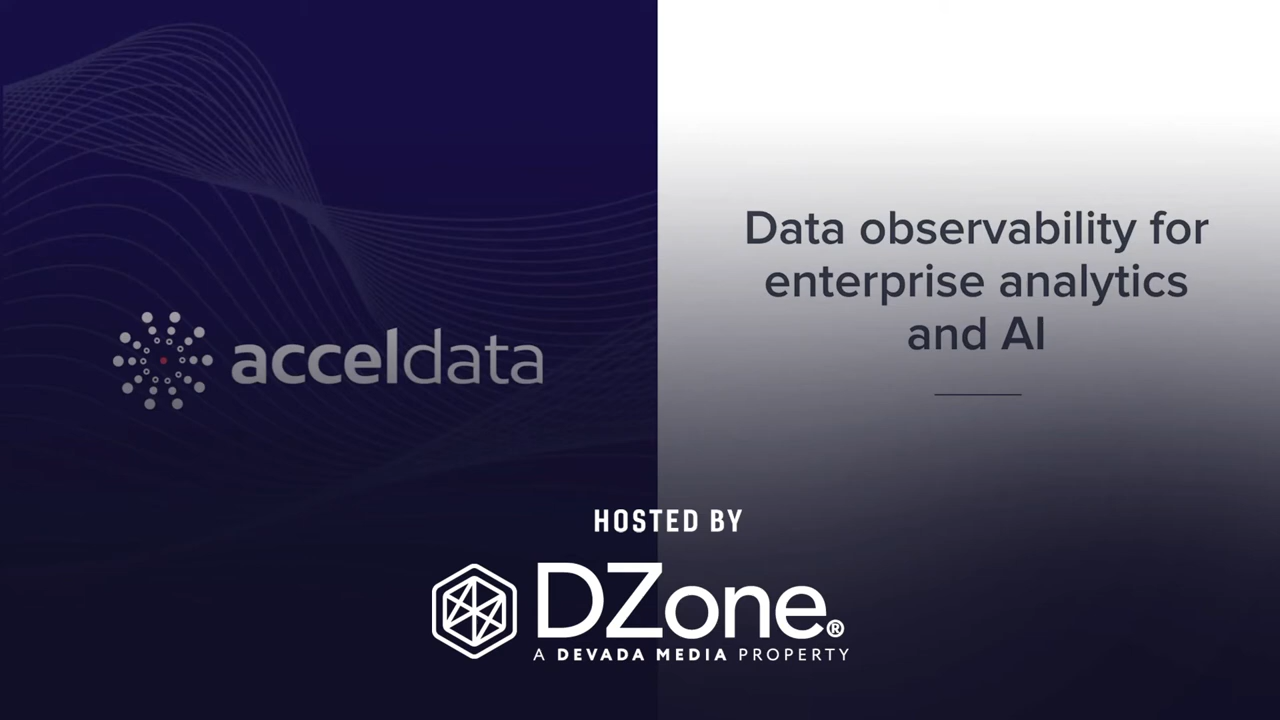 acceldata
Data observability for
enterprise analytics
and AI
HOSTED BY
DZone®
A DEVADA MEDIA PROPERTY